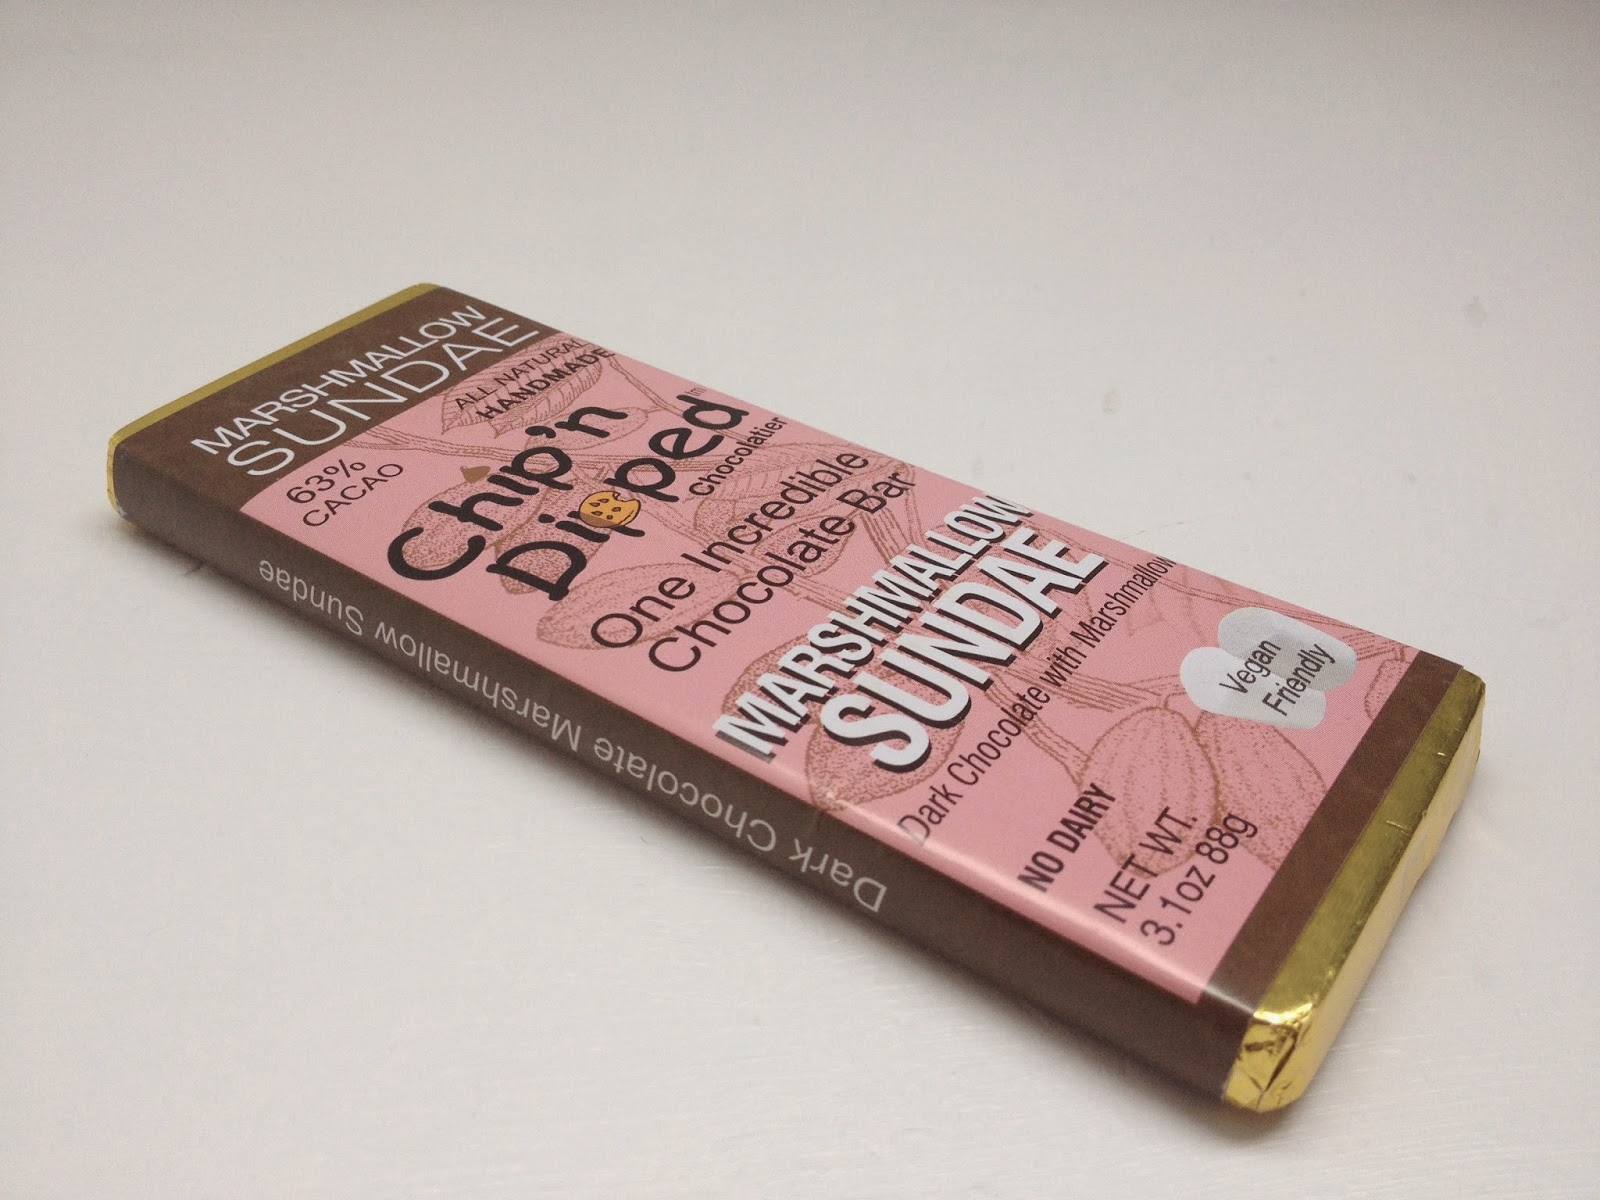 MARSHMALLOW
SUNDAE
ALL NATURAL
HANDMADE
63%
CACAO
Chip'n
Dipped™
Chocolatier
One Incredible
Chocolate Bar
MARSHMALLOW
SUNDAE
Dark Chocolate with Marshmallow
Vegan
Friendly
NO DAIRY
NET WT.
3.1oz 88g
Dark Chocolate Marshmallow Sundae